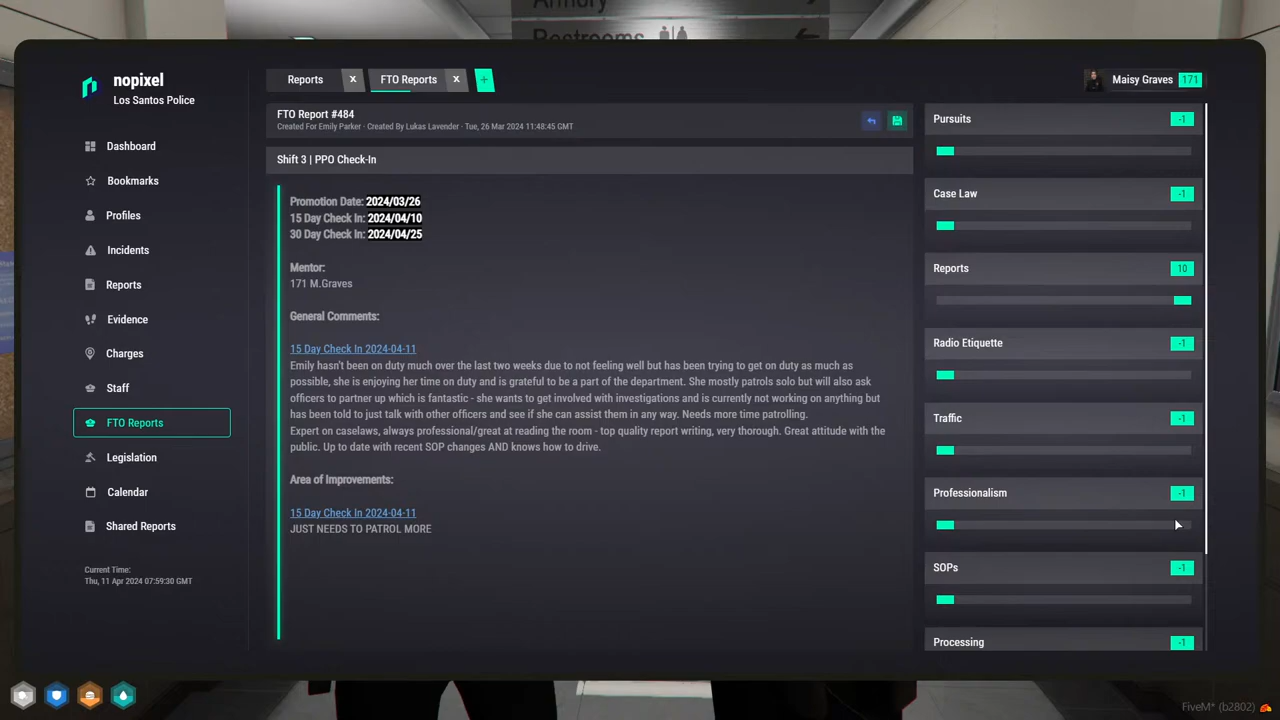 Armory
Restrooms
nopixel
Los Santos Police
Reports x FTO Reports x +
Maisy Graves 171
Dashboard
Bookmarks
Profiles
Incidents
Reports
Evidence
Charges
Staff
FTO Reports
Legislation
Calendar
Shared Reports
Current Time:
Thu, 11 Apr 2024 07:59:30 GMT
FTO Report #484
Created For Emily Parker · Created By Lukas Lavender · Tue, 26 Mar 2024 11:48:45 GMT
Shift 3 | PPO Check-In
Promotion Date: 2024/03/26
15 Day Check In: 2024/04/10
30 Day Check In: 2024/04/25
Mentor:
171 M.Graves
General Comments:
15 Day Check In 2024-04-11
Emily hasn't been on duty much over the last two weeks due to not feeling well but has been trying to get on duty as much as
possible, she is enjoying her time on duty and is grateful to be a part of the department. She mostly patrols solo but will also ask
officers to partner up which is fantastic - she wants to get involved with investigations and is currently not working on anything but
has been told to just talk with other officers and see if she can assist them in any way. Needs more time patrolling.
Expert on caselaws, always professional/great at reading the room - top quality report writing, very thorough. Great attitude with the
public. Up to date with recent SOP changes AND knows how to drive.
Area of Improvements:
15 Day Check In 2024-04-11
JUST NEEDS TO PATROL MORE
Pursuits -1
Case Law -1
Reports 10
Radio Etiquette -1
Traffic -1
Professionalism -1
SOPs -1
Processing -1
FiveM* (b2802)